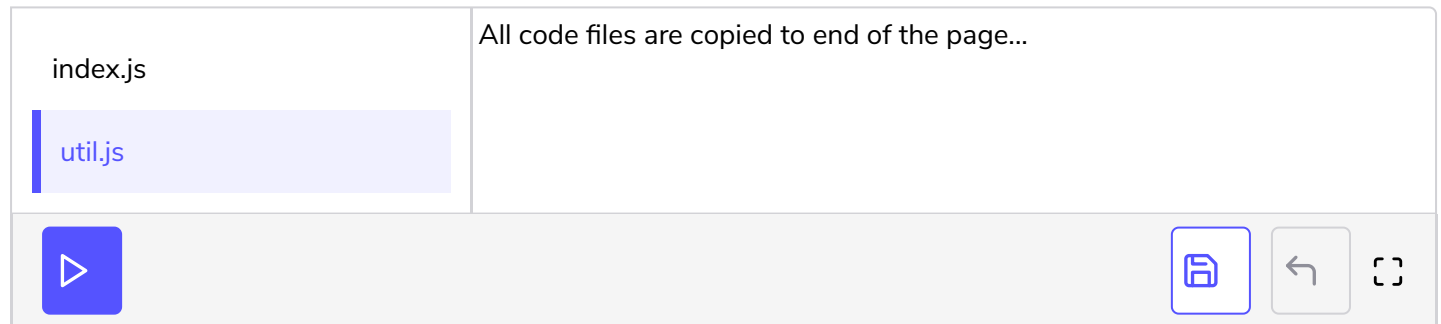 index.js
util.js
All code files are copied to end of the page...